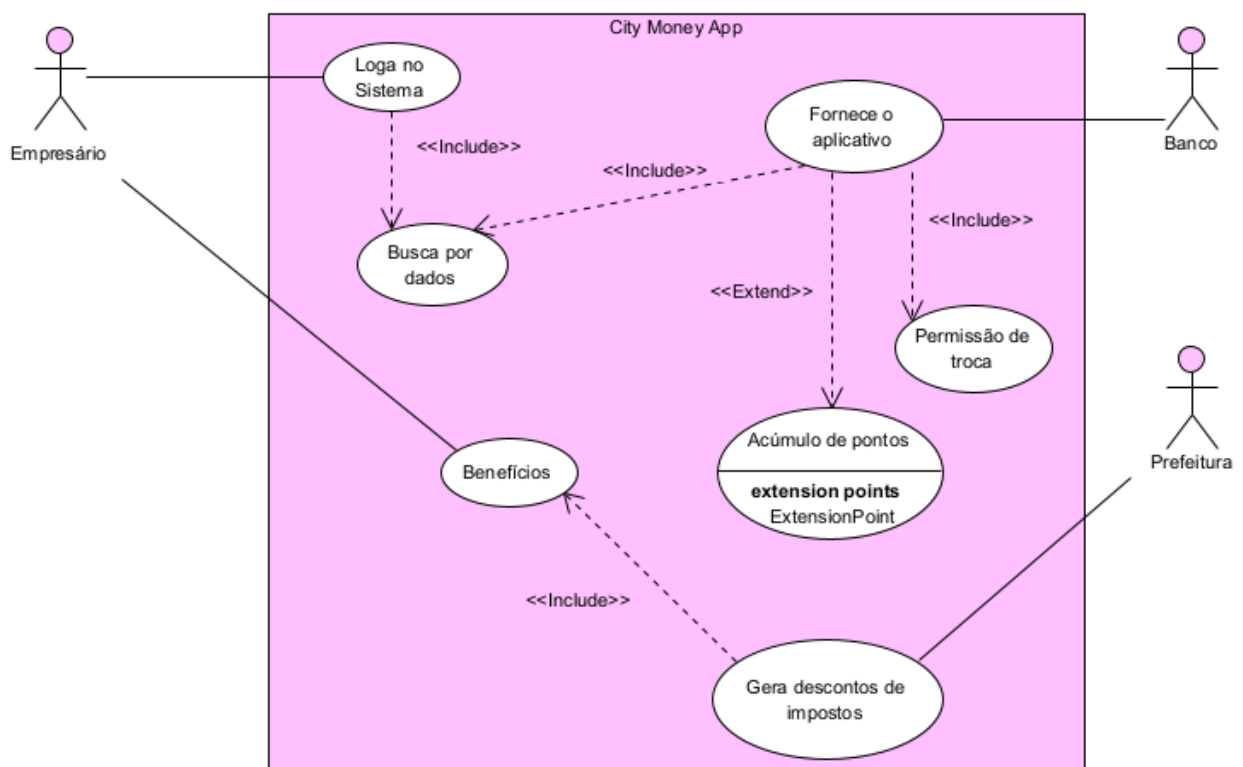 City Money App
Loga no
Sistema
Empresário
Fornece o
aplicativo
Banco
<<Include>>
<<Include>>
<<Include>>
Busca por
dados
<<Extend>>
Permissão de
troca
Acúmulo de pontos
extension points
ExtensionPoint
Prefeitura
Benefícios
<<Include>>
Gera descontos de
impostos